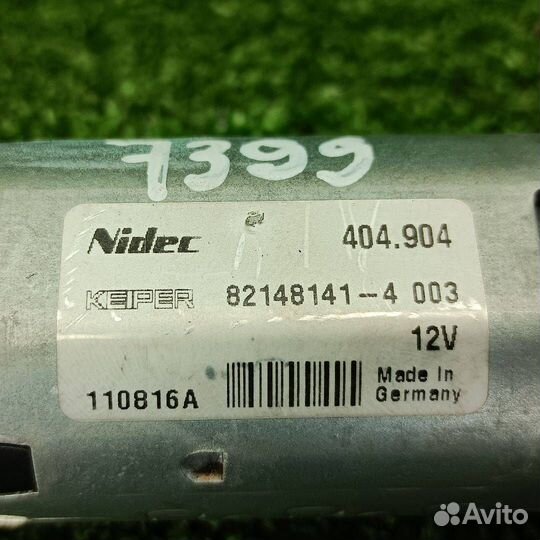 7399
Nidec 404.904
KEIPER 82148141-4 003
12V
110816A Made In
Germany
Avito